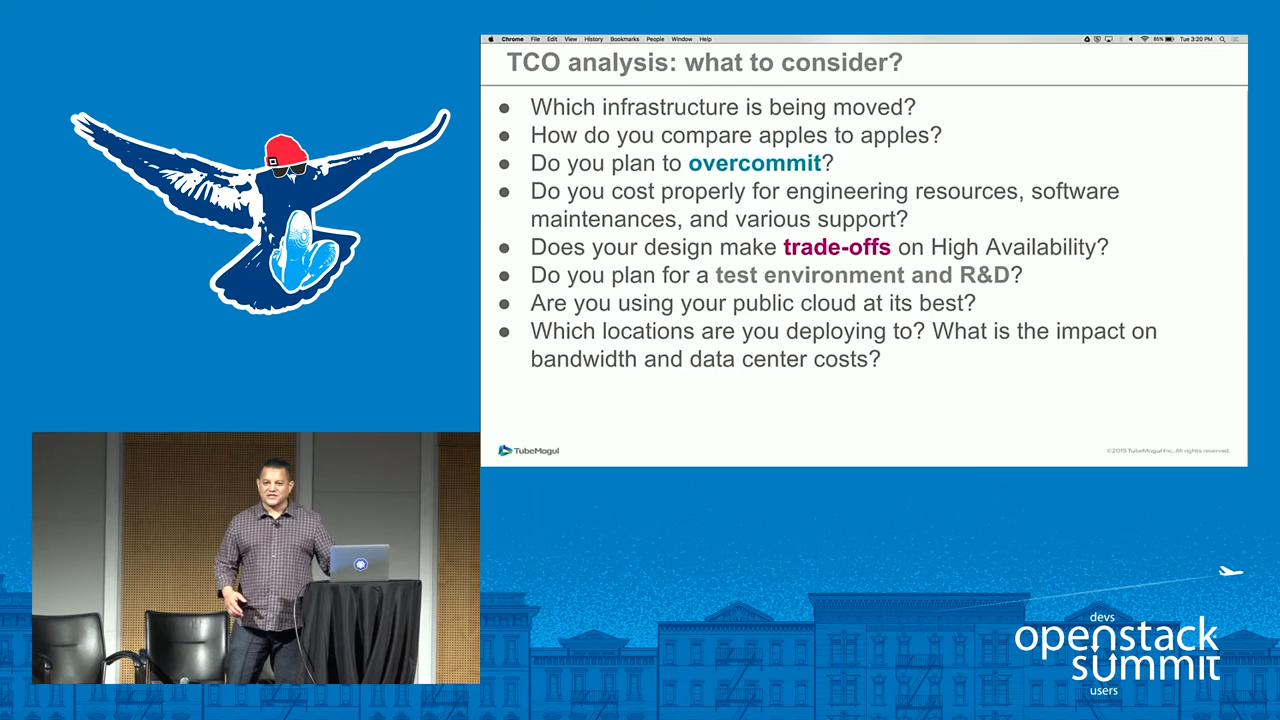 Chrome File Edit View History Bookmarks People Window Help 85% Tue 3:20 PM
TCO analysis: what to consider?
● Which infrastructure is being moved?
● How do you compare apples to apples?
● Do you plan to overcommit?
● Do you cost properly for engineering resources, software
maintenances, and various support?
● Does your design make trade-offs on High Availability?
● Do you plan for a test environment and R&D?
● Are you using your public cloud at its best?
● Which locations are you deploying to? What is the impact on
bandwidth and data center costs?
TubeMogul ©2015 TubeMogul Inc. All rights reserved.
devs
openstack
summit
users